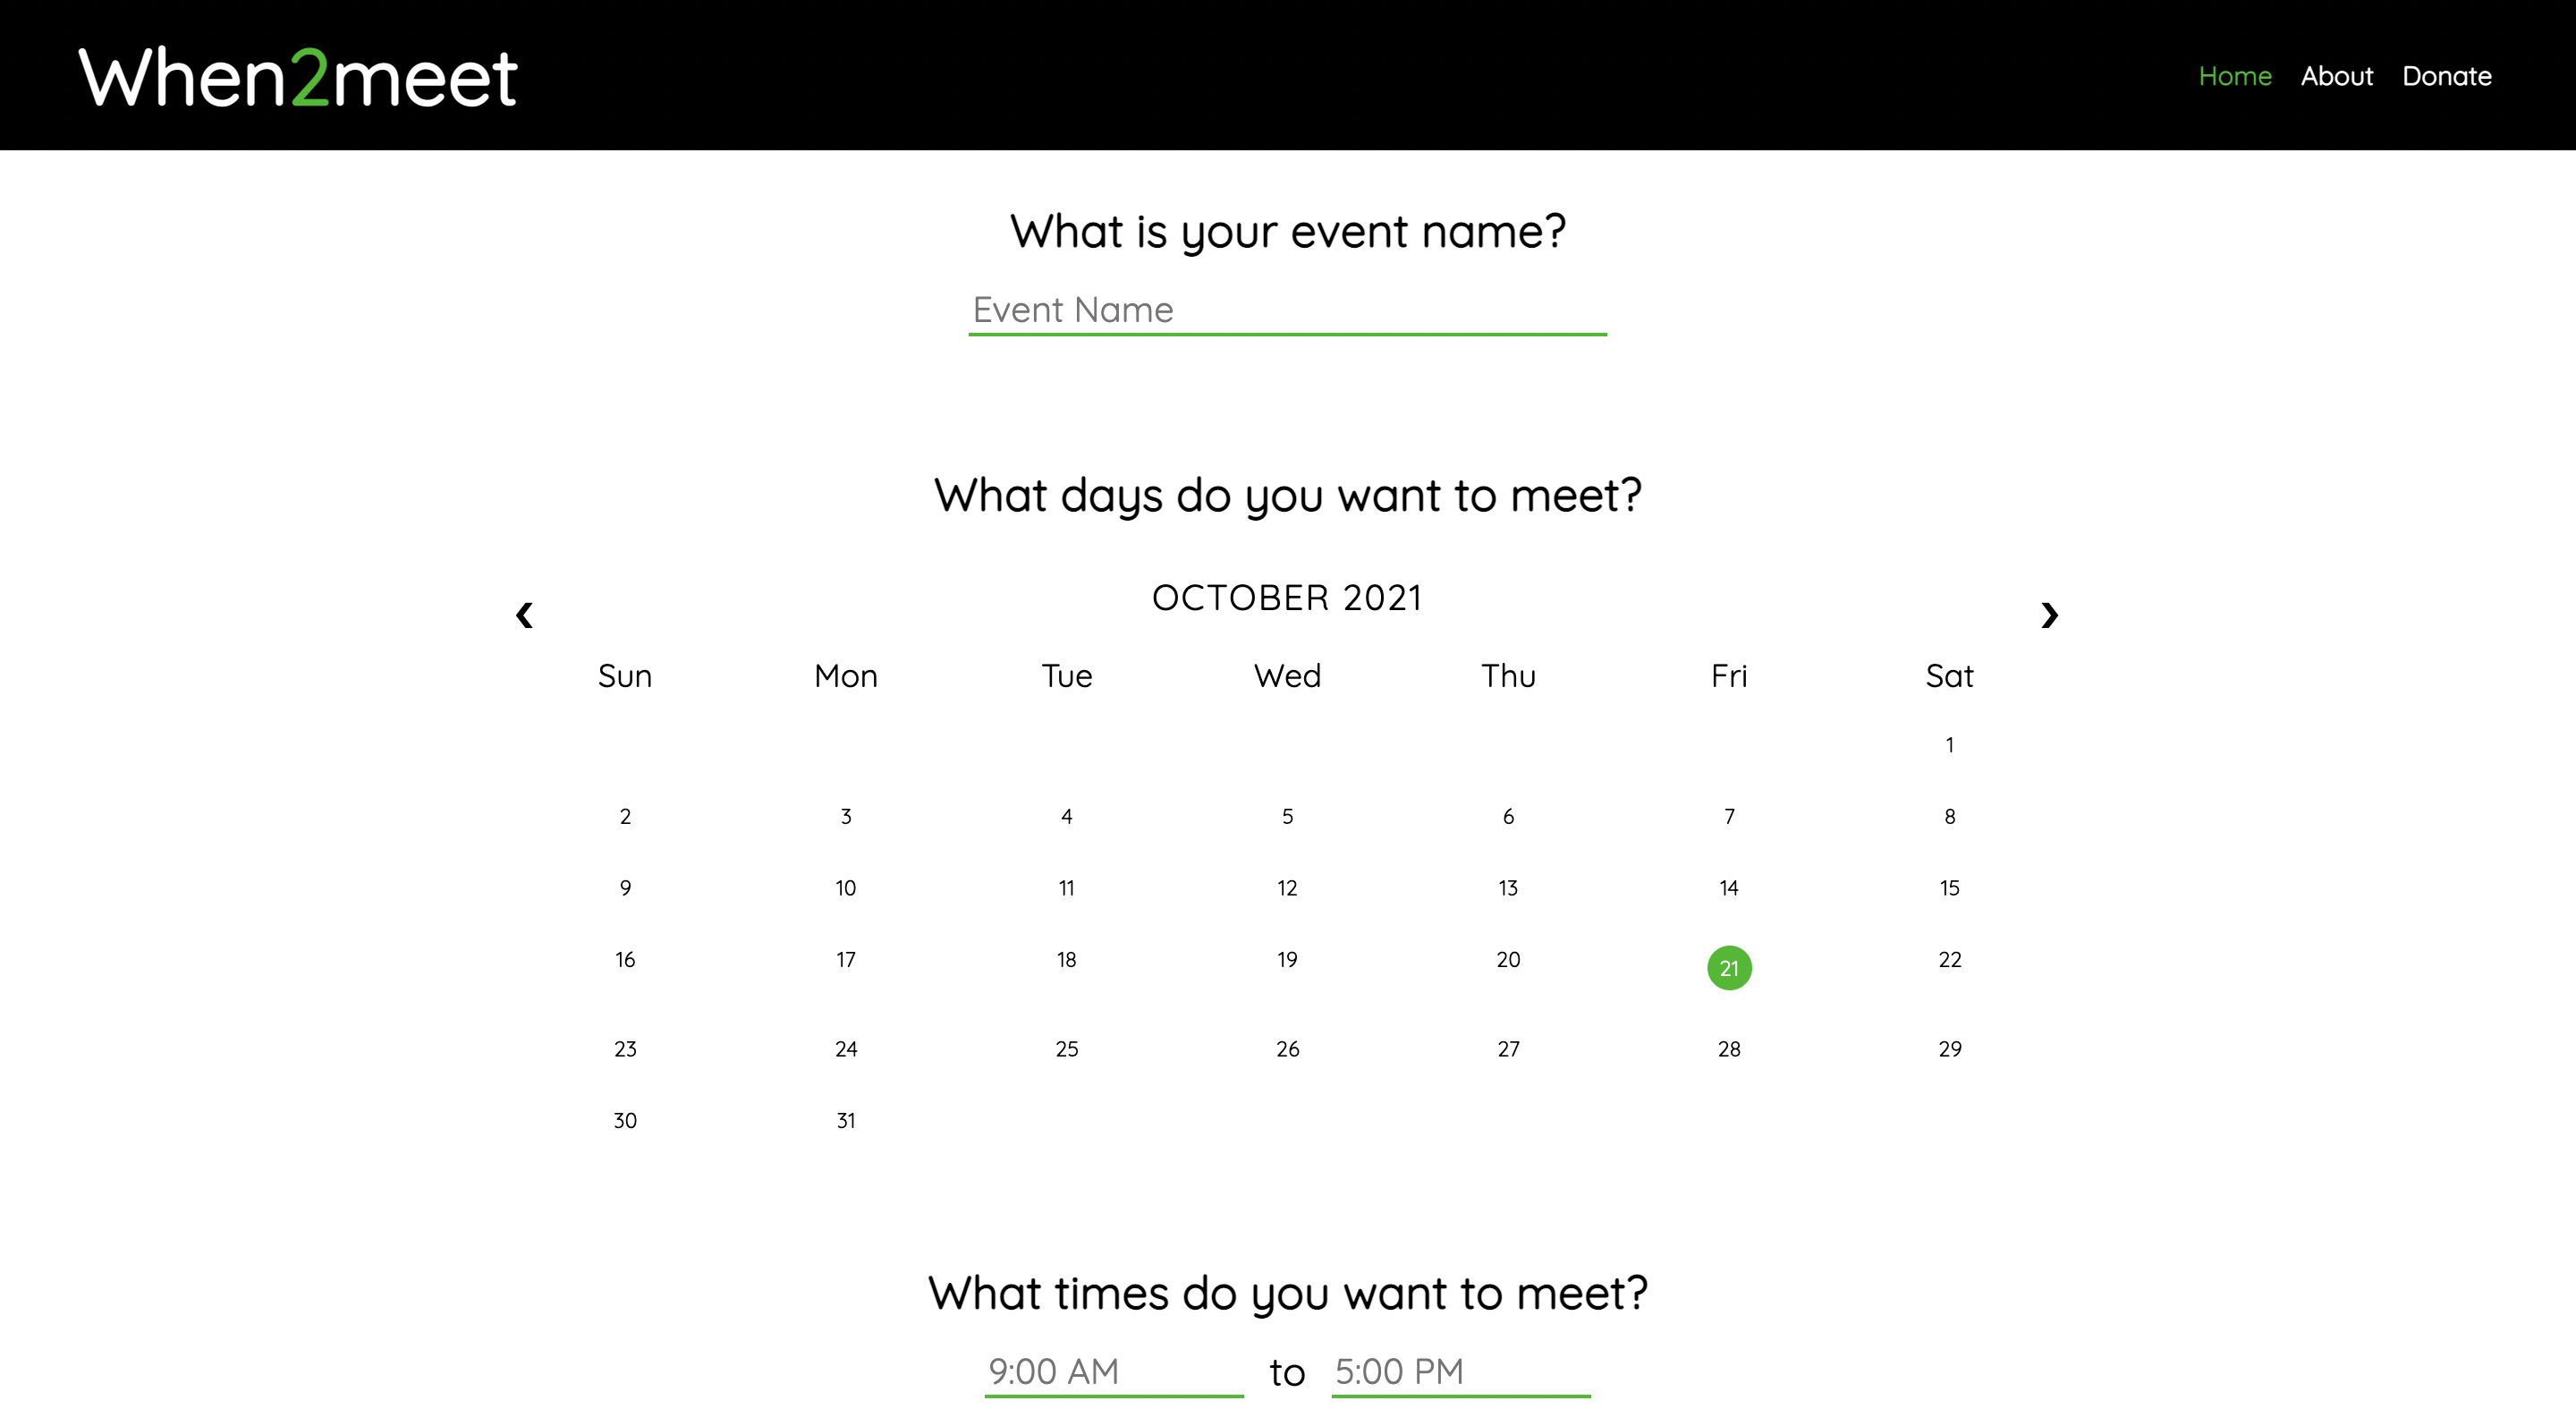 When2meet
Home About Donate
What is your event name?
Event Name
What days do you want to meet?
OCTOBER 2021
❮ ❯
Sun Mon Tue Wed Thu Fri Sat
1
2 3 4 5 6 7 8
9 10 11 12 13 14 15
16 17 18 19 20 21 22
23 24 25 26 27 28 29
30 31
What times do you want to meet?
9:00 AM to 5:00 PM